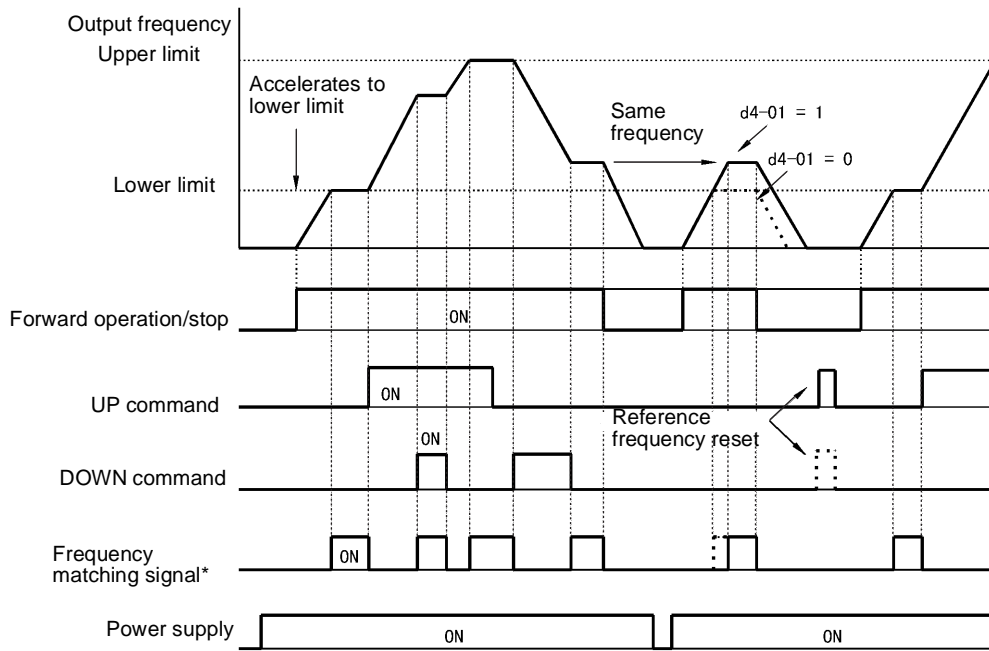 Output frequency
Upper limit
Accelerates to
lower limit
Same
frequency
d4-01 = 1
d4-01 = 0
Lower limit
Forward operation/stop
ON
UP command
ON
Reference
frequency reset
ON
DOWN command
Frequency
matching signal*
ON
Power supply
ON
ON